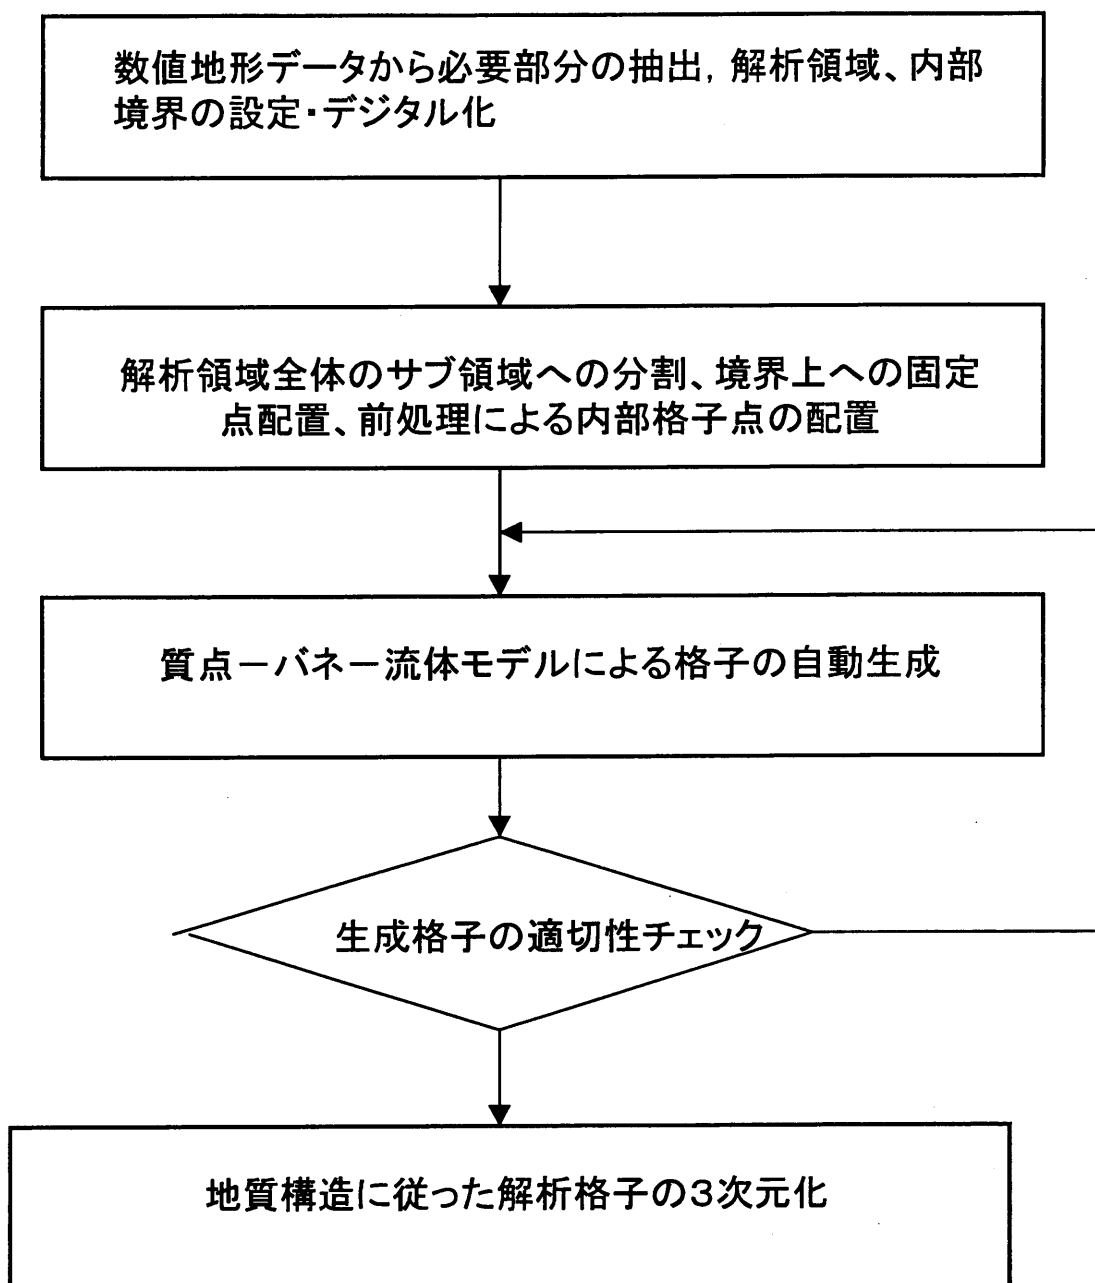 数値地形データから必要部分の抽出, 解析領域、内部
境界の設定・デジタル化
解析領域全体のサブ領域への分割、境界上への固定
点配置、前処理による内部格子点の配置
質点－バネ－流体モデルによる格子の自動生成
生成格子の適切性チェック
地質構造に従った解析格子の３次元化